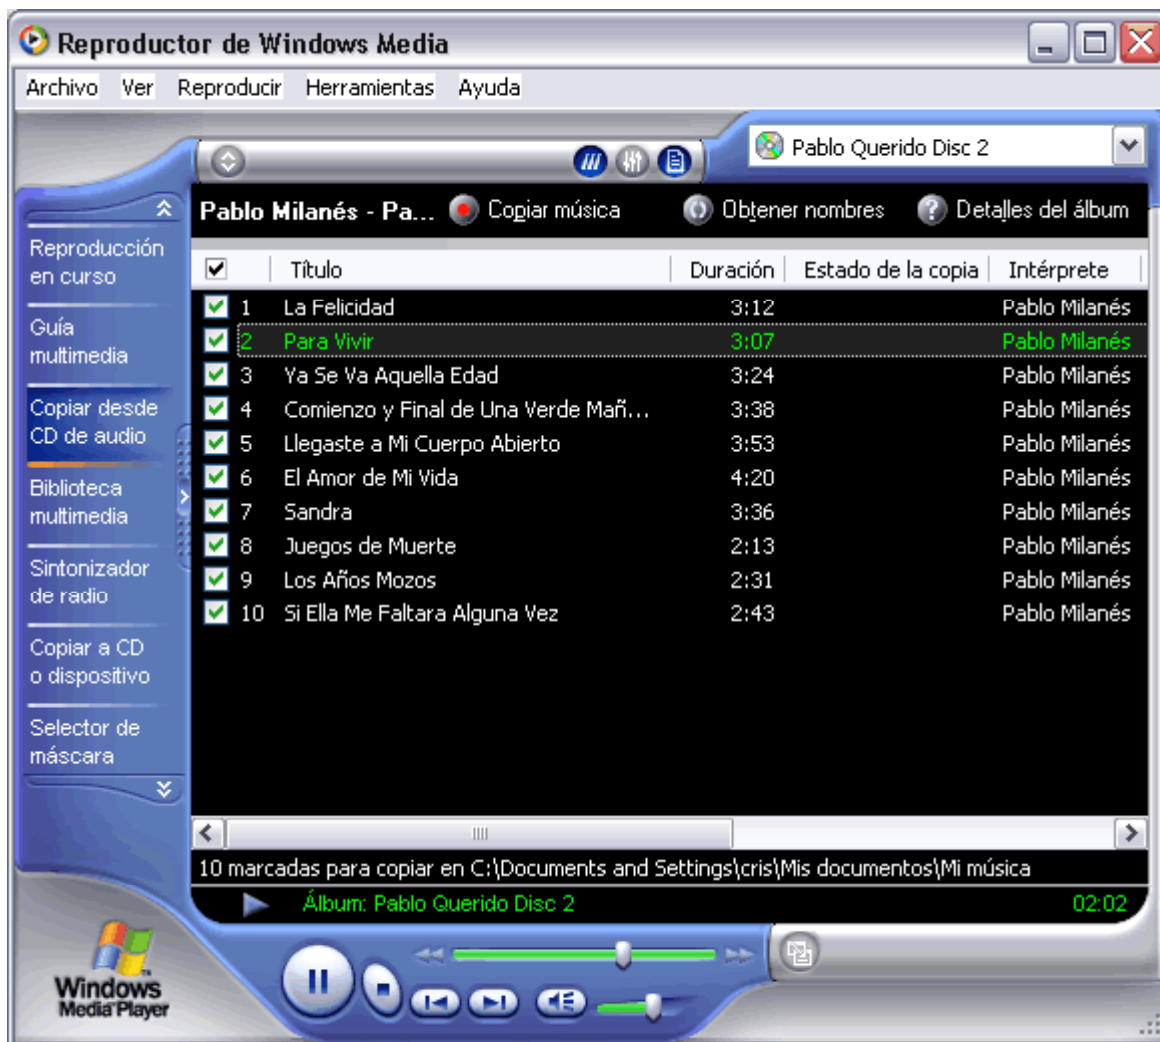 Reproductor de Windows Media
Archivo Ver Reproducir Herramientas Ayuda
Pablo Querido Disc 2
Pablo Milanés - Pa... Copiar música Obtener nombres Detalles del álbum
Reproducción
en curso
Guía
multimedia
Copiar desde
CD de audio
Biblioteca
multimedia
Sintonizador
de radio
Copiar a CD
o dispositivo
Selector de
máscara
Título Duración Estado de la copia Intérprete
1 La Felicidad 3:12 Pablo Milanés
2 Para Vivir 3:07 Pablo Milanés
3 Ya Se Va Aquella Edad 3:24 Pablo Milanés
4 Comienzo y Final de Una Verde Mañ... 3:38 Pablo Milanés
5 Llegaste a Mi Cuerpo Abierto 3:53 Pablo Milanés
6 El Amor de Mi Vida 4:20 Pablo Milanés
7 Sandra 3:36 Pablo Milanés
8 Juegos de Muerte 2:13 Pablo Milanés
9 Los Años Mozos 2:31 Pablo Milanés
10 Si Ella Me Faltara Alguna Vez 2:43 Pablo Milanés
10 marcadas para copiar en C:\Documents and Settings\cris\Mis documentos\Mi música
Álbum: Pablo Querido Disc 2 02:02
Windows
Media Player